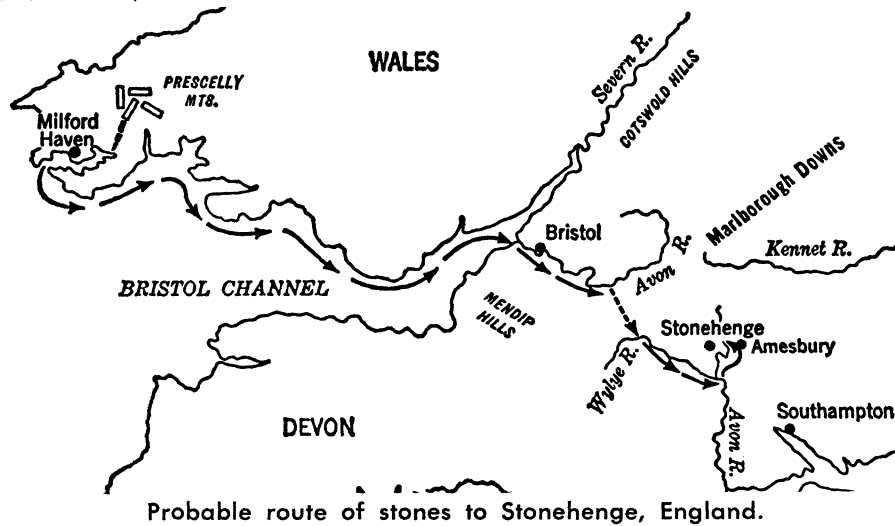 WALES
PRESCELLY
MTS.
Milford
Haven
Severn R.
COTSWOLD HILLS
Marlborough Downs
Bristol
Avon R.
Kennet R.
BRISTOL CHANNEL
MENDIP
HILLS
Stonehenge
Amesbury
Wylye R.
DEVON
Avon R.
Southampton
Probable route of stones to Stonehenge, England.